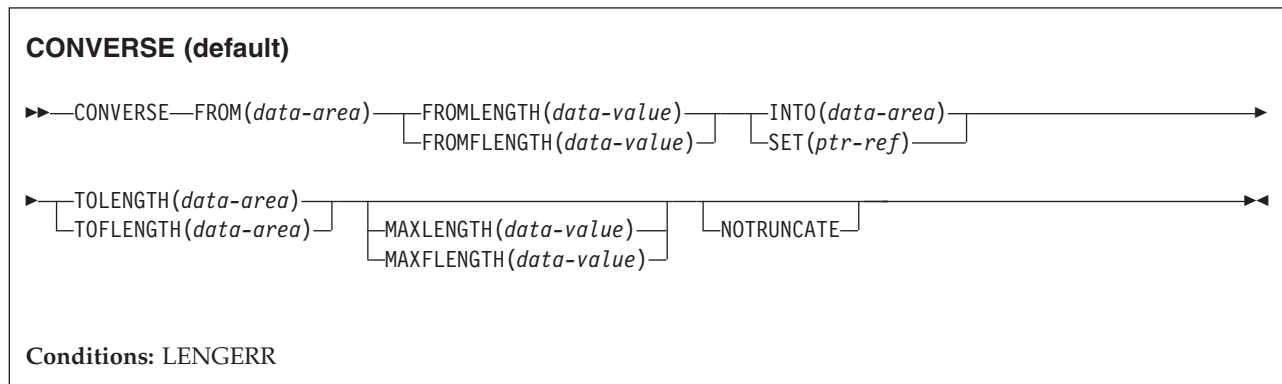 CONVERSE (default)
CONVERSE FROM(data-area) FROMLENGTH(data-value) INTO(data-area)
FROMFLENGTH(data-value) SET(ptr-ref)
TOLENGTH(data-area)
TOFLENGTH(data-area) MAXLENGTH(data-value) NOTRUNCATE
MAXFLENGTH(data-value)
Conditions: LENGERR